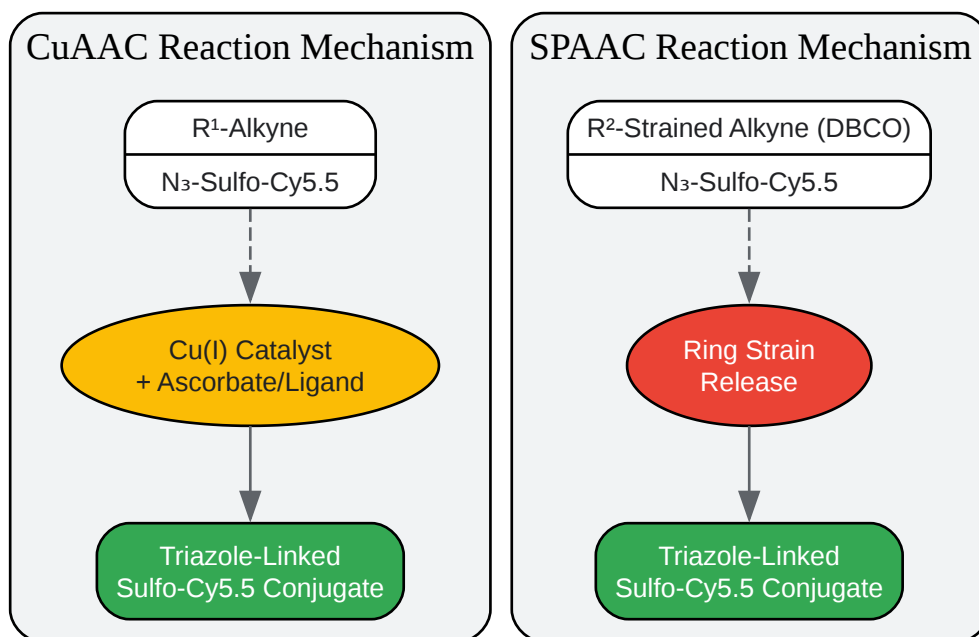 CuAAC Reaction Mechanism
R¹-Alkyne
N₃-Sulfo-Cy5.5
Cu(I) Catalyst
+ Ascorbate/Ligand
Triazole-Linked
Sulfo-Cy5.5 Conjugate
SPAAC Reaction Mechanism
R²-Strained Alkyne (DBCO)
N₃-Sulfo-Cy5.5
Ring Strain
Release
Triazole-Linked
Sulfo-Cy5.5 Conjugate